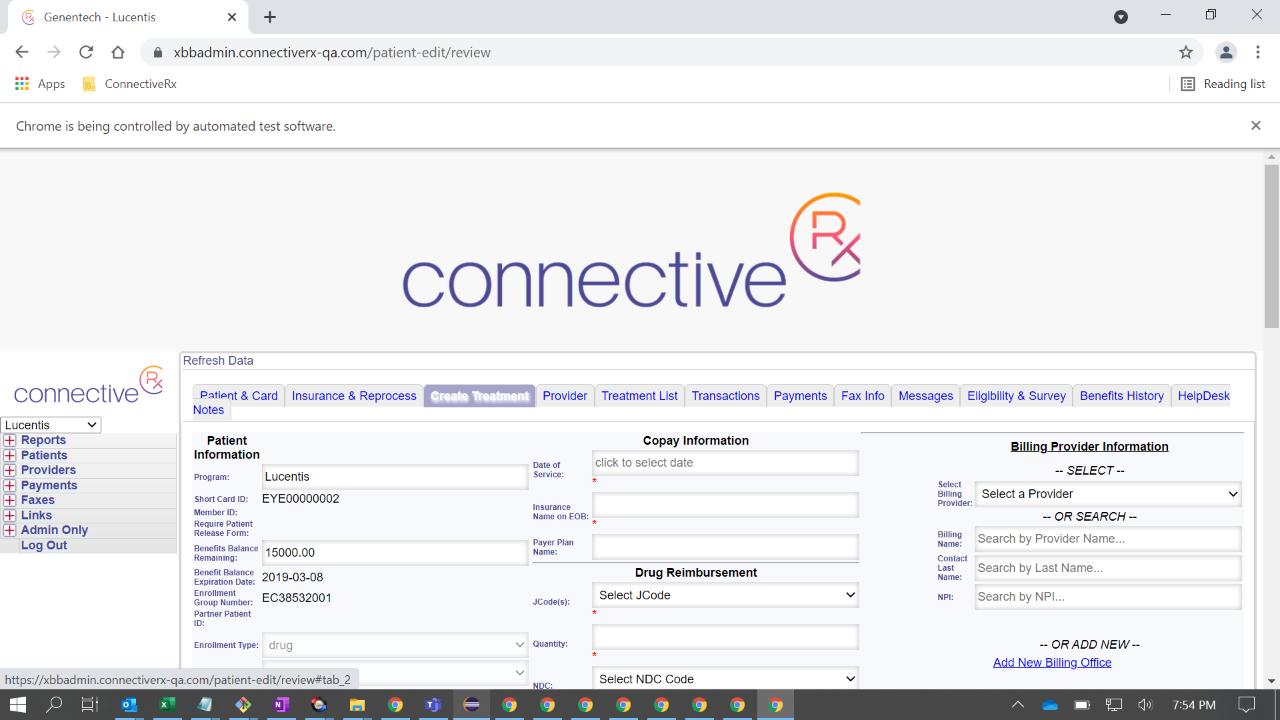 Genentech - Lucentis
xbbadmin.connectiverx-qa.com/patient-edit/review
Apps
ConnectiveRx
Reading list
Chrome is being controlled by automated test software.
connective Rx
connective Rx
Lucentis
Reports
Patients
Providers
Payments
Faxes
Links
Admin Only
Log Out
Refresh Data
Patient & Card
Insurance & Reprocess
Create Treatment
Provider
Treatment List
Transactions
Payments
Fax Info
Messages
Eligibility & Survey
Benefits History
HelpDesk
Notes
Patient
Information
Program: Lucentis
Short Card ID: EYE00000002
Member ID:
Require Patient
Release Form:
Benefits Balance
Remaining: 15000.00
Benefit Balance
Expiration Date: 2019-03-08
Enrollment
Group Number: EC38532001
Partner Patient
ID:
Enrollment Type: drug
Copay Information
Date of
Service: click to select date
*
Insurance
Name on EOB:
*
Payer Plan
Name:
Drug Reimbursement
JCode(s): Select JCode
*
Quantity:
*
NDC: Select NDC Code
Billing Provider Information
-- SELECT --
Select
Billing
Provider: Select a Provider
-- OR SEARCH --
Billing
Name: Search by Provider Name...
Contact
Last
Name: Search by Last Name...
NPI: Search by NPI...
-- OR ADD NEW --
Add New Billing Office
https://xbbadmin.connectiverx-qa.com/patient-edit/review#tab_2
7:54 PM